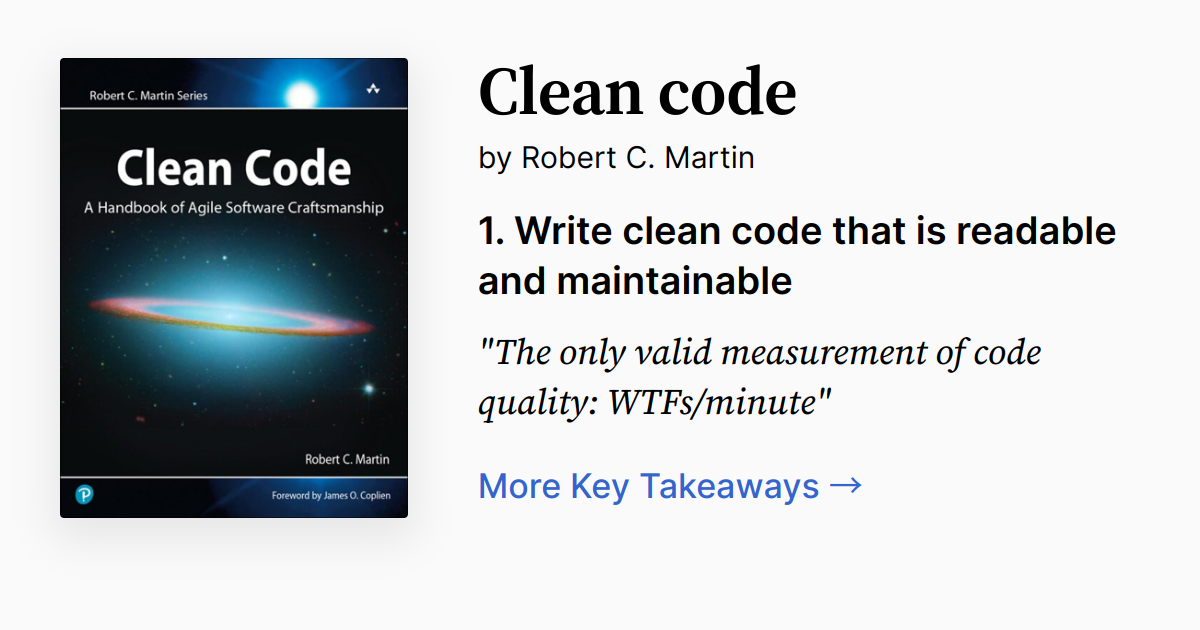 Robert C. Martin Series
Clean Code
A Handbook of Agile Software Craftsmanship
Robert C. Martin
P
Foreword by James O. Coplien
Clean code
by Robert C. Martin
1. Write clean code that is readable
and maintainable
"The only valid measurement of code
quality: WTFs/minute"
More Key Takeaways →